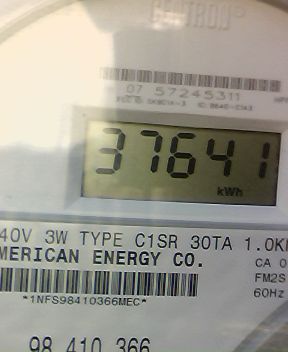 CENTRON®
07 57245311
37641
kWh
40V 3W TYPE C1SR 30TA 1.0K
MERICAN ENERGY CO.
CA 0
FM2S
60Hz
*1NFS98410366MEC*
98 410 366